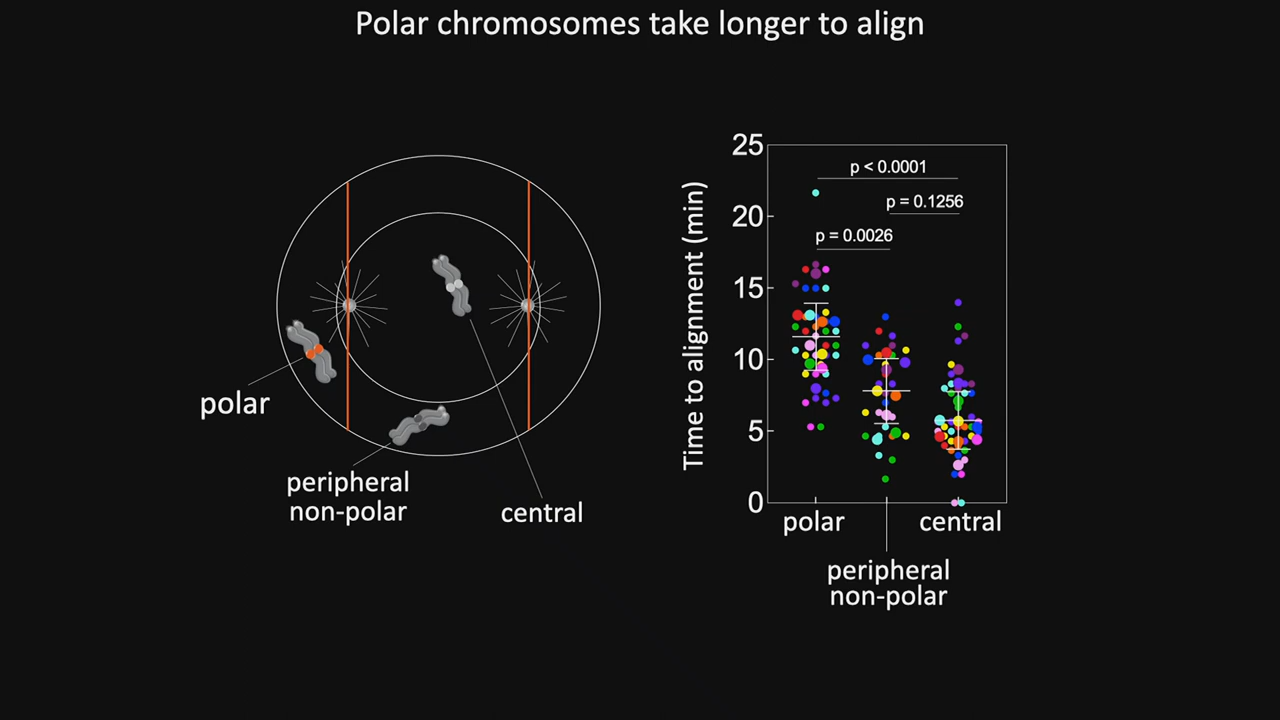 Polar chromosomes take longer to align
polar
peripheral
non-polar
central
Time to alignment (min)
25
20
15
10
5
0
p < 0.0001
p = 0.1256
p = 0.0026
polar
central
peripheral
non-polar